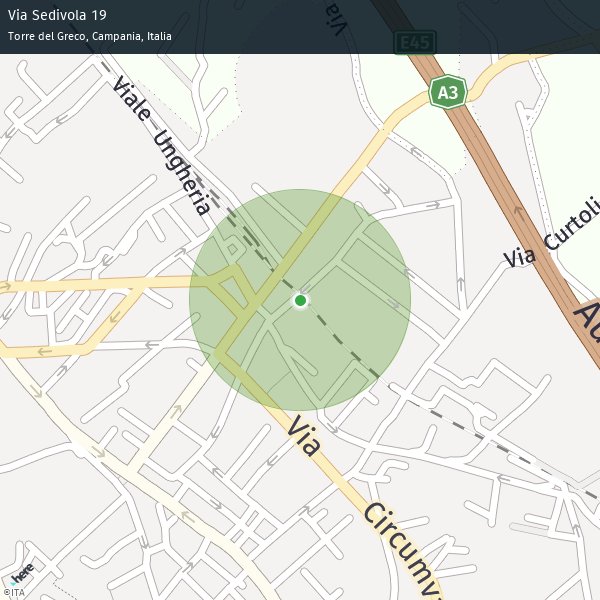 Via Sedivola 19
Torre del Greco, Campania, Italia
Via
E45
A3
Viale Ungheria
Via Curtoli
Au
Via
Circumva
here
©ITA